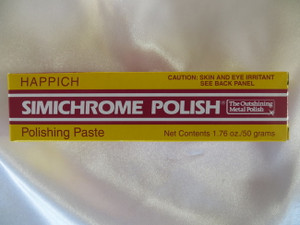 HAPPICH
CAUTION: SKIN AND EYE IRRITANT
SEE BACK PANEL
SIMICHROME POLISH®
The Outshining
Metal Polish
Polishing Paste
Net Contents 1.76 oz./50 grams